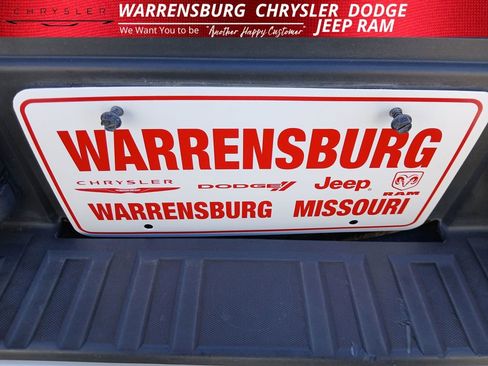 CHRYSLER
WARRENSBURG CHRYSLER DODGE
JEEP RAM
We Want You to be "Another Happy Customer"
WARRENSBURG
CHRYSLER DODGE Jeep RAM
WARRENSBURG MISSOURI